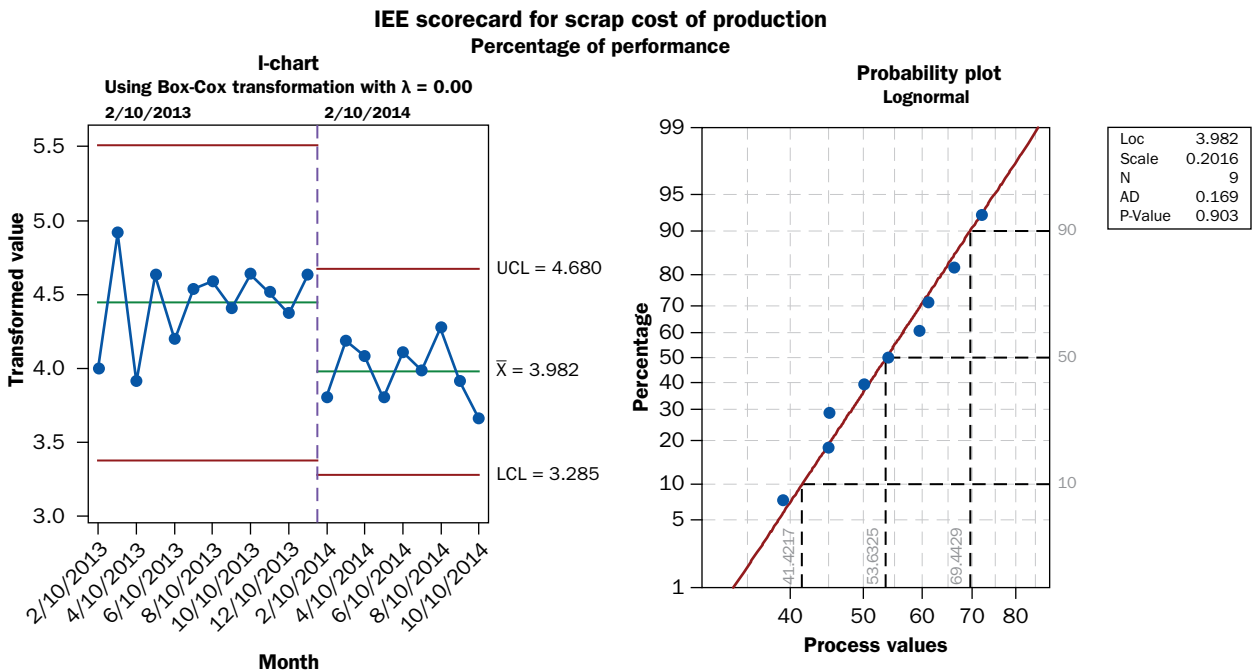 IEE scorecard for scrap cost of production
Percentage of performance
I-chart
Using Box-Cox transformation with λ = 0.00
2/10/2013 2/10/2014
Transformed value
5.5
5.0
4.5
4.0
3.5
3.0
UCL = 4.680
X̅ = 3.982
LCL = 3.285
2/10/2013
4/10/2013
6/10/2013
8/10/2013
10/10/2013
12/10/2013
2/10/2014
4/10/2014
6/10/2014
8/10/2014
10/10/2014
Month
Probability plot
Lognormal
Percentage
99
95
90
80
70
60
50
40
30
20
10
5
1
90
50
10
41.4217
53.6325
69.4429
40 50 60 70 80
Process values
Loc 3.982
Scale 0.2016
N 9
AD 0.169
P-Value 0.903